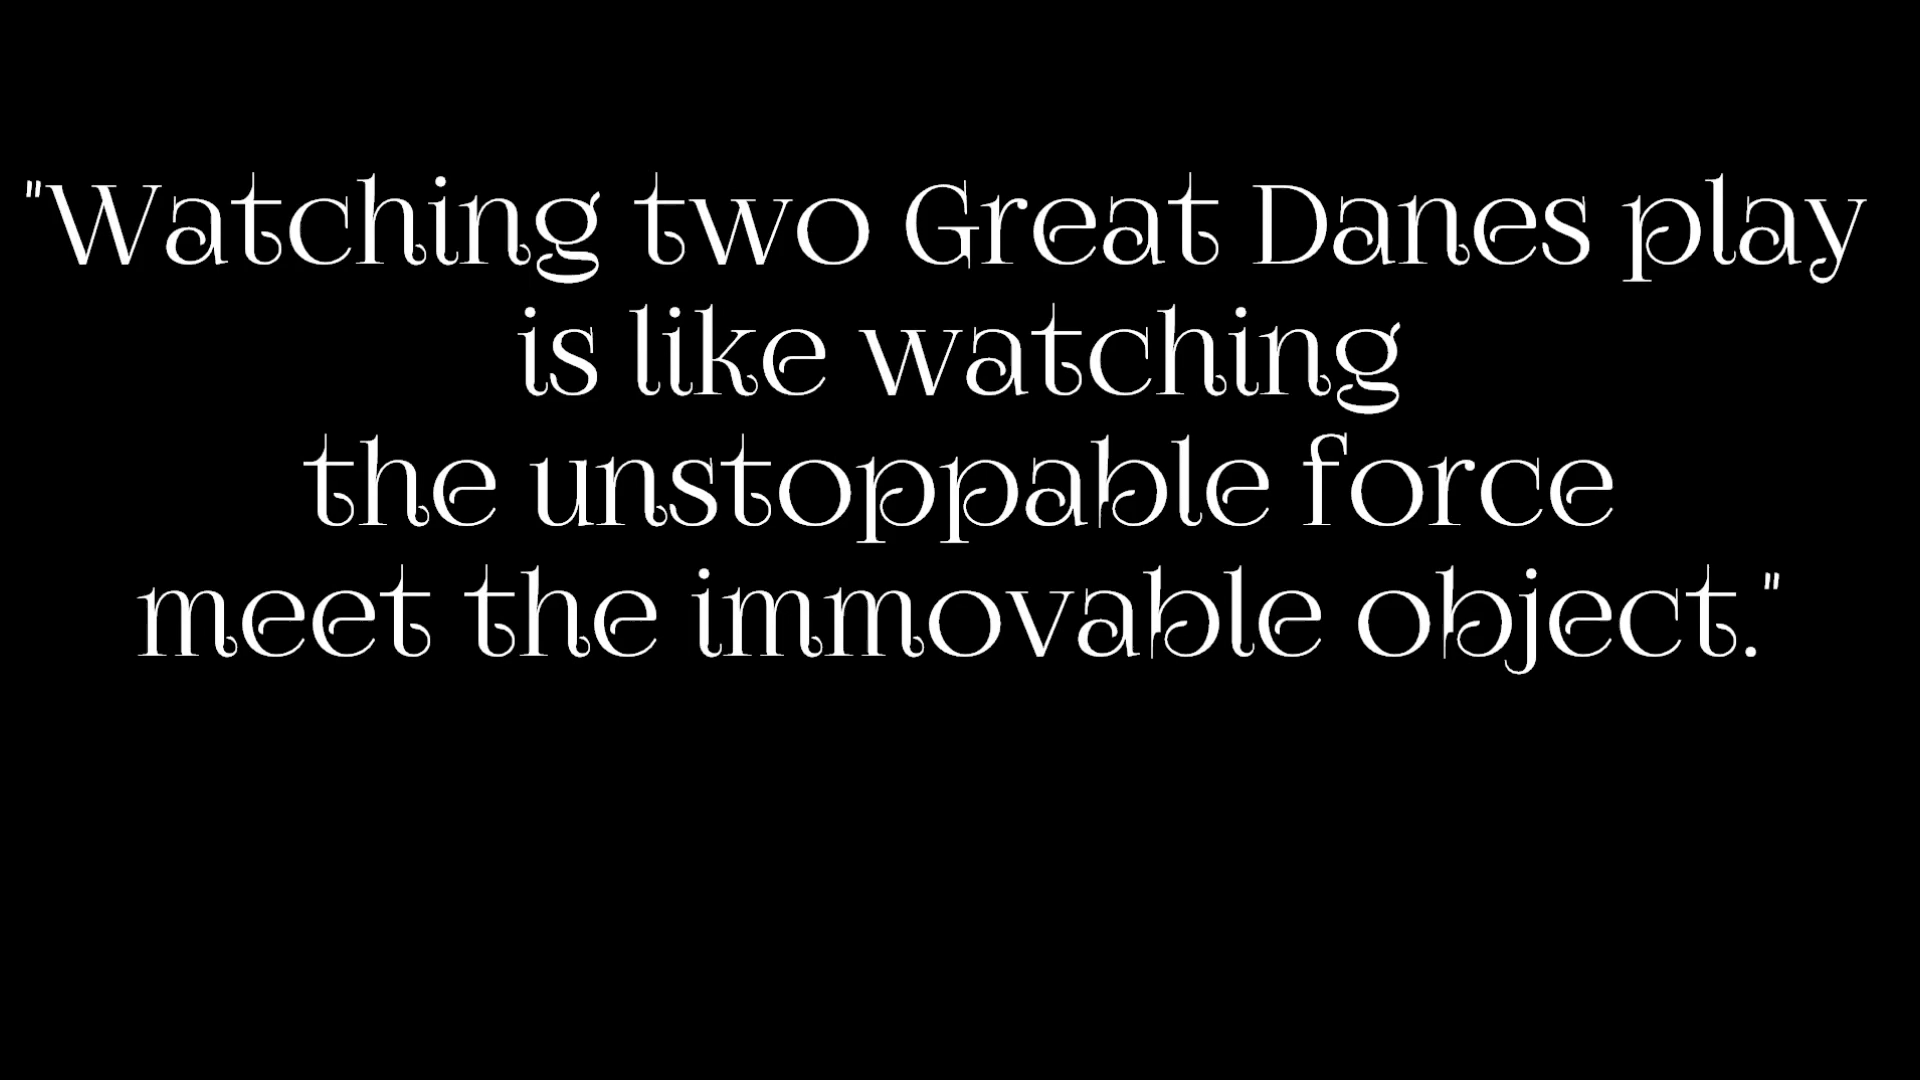 "Watching two Great Danes play
is like watching
the unstoppable force
meet the immovable object."